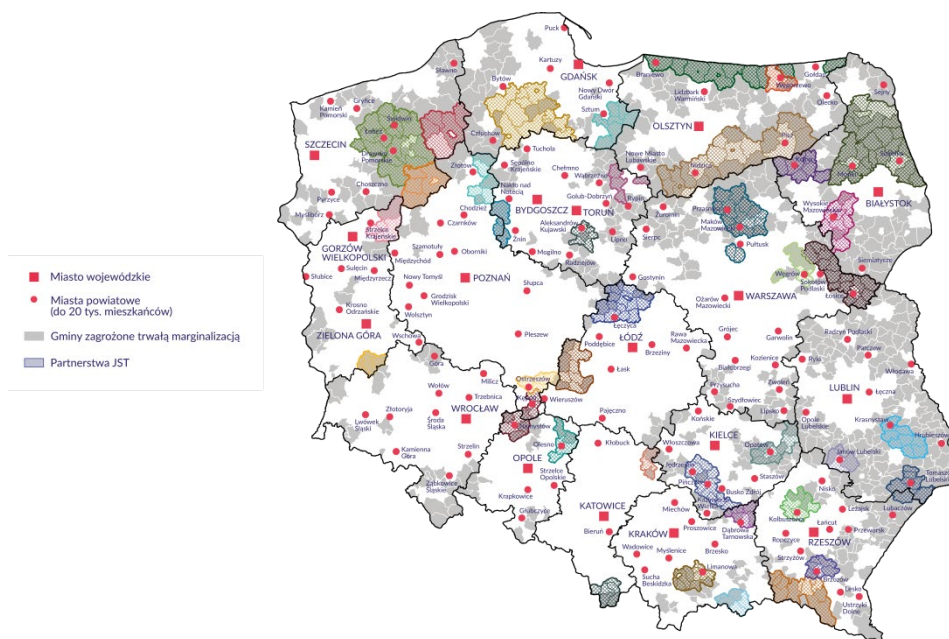 Miasto wojewódzkie
Miasta powiatowe
(do 20 tys. mieszkańców)
Gminy zagrożone trwałą marginalizacją
Partnerstwa JST
Puck
Sławno
Kartuzy
GDAŃSK
Bytów
Nowy Dwór
Gdański
Sztum
Człuchów
Braniewo
Lidzbark
Warmiński
Węgorzewo
Gołdap
Olecko
Sejny
OLSZTYN
Pisz
Nidzica
Nowe Miasto
Lubawskie
Gryfice
Kamień
Pomorski
Świdwin
Łobez
Drawsko
Pomorskie
SZCZECIN
Choszczno
Pyrzyce
Myślibórz
Złotów
Tuchola
Sępólno
Krajeńskie
Chełmno
Wąbrzeźno
Nakło nad
Notecią
BYDGOSZCZ
TORUŃ
Golub-Dobrzyń
Rypin
Aleksandrów
Kujawski
Lipno
Żnin
Mogilno
Radziejów
Kolno
Mońki
BIAŁYSTOK
Wysokie
Mazowieckie
Siemiatycze
Żuromin
Przasnysz
Maków
Mazowiecki
Pułtusk
Sierpc
Gostynin
Węgrów
Sokołów
Podlaski
Łosice
WARSZAWA
Ożarów
Mazowiecki
Grójec
Garwolin
Kozienice
Białobrzegi
Zwoleń
Przysucha
Szydłowiec
Lipsko
Strzelce
Krajeńskie
GORZÓW
WIELKOPOLSKI
Sulęcin
Słubice
Międzyrzecz
Krosno
Odrzańskie
ZIELONA GÓRA
Wschowa
Chodzież
Czarnków
Szamotuły
Międzychód
Oborniki
Nowy Tomyśl
POZNAŃ
Grodzisk
Wielkopolski
Wolsztyn
Słupca
Pleszew
Ostrzeszów
Kępno
Łęczyca
Poddębice
ŁÓDŹ
Brzeziny
Rawa
Mazowiecka
Łask
Wieruszów
Pajęczno
Radzyń Podlaski
Parczew
Ryki
Włodawa
LUBLIN
Łęczna
Opole
Lubelskie
Krasnystaw
Hrubieszów
Janów Lubelski
Góra
Wołów
Milicz
Trzebnica
Złotoryja
Lwówek
Śląski
Środa
Śląska
WROCŁAW
Kamienna
Góra
Strzelin
Ząbkowice
Śląskie
Namysłów
Olesno
OPOLE
Strzelce
Opolskie
Krapkowice
Głubczyce
Kłobuck
KATOWICE
Bieruń
Końskie
Włoszczowa
KIELCE
Opatów
Jędrzejów
Staszów
Pińczów
Busko Zdrój
Miechów
Proszowice
KRAKÓW
Dąbrowa
Tarnowska
Wadowice
Myślenice
Brzesko
Sucha
Beskidzka
Limanowa
Nisko
Kolbuszowa
Leżajsk
Lubaczów
Łańcut
Ropczyce
Przeworsk
RZESZÓW
Strzyżów
Brzozów
Lesko
Ustrzyki
Dolne